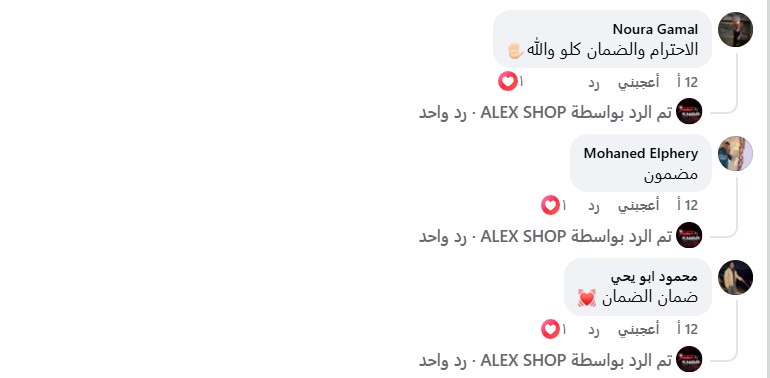 Noura Gamal
الاحترام والضمان كلو والله✋🏻
12 أ أعجبني رد ١
تم الرد بواسطة ALEX SHOP · رد واحد
Mohaned Elphery
مضمون
12 أ أعجبني رد ١
تم الرد بواسطة ALEX SHOP · رد واحد
محمود ابو يحي
ضمان الضمان 💓
12 أ أعجبني رد ١
تم الرد بواسطة ALEX SHOP · رد واحد